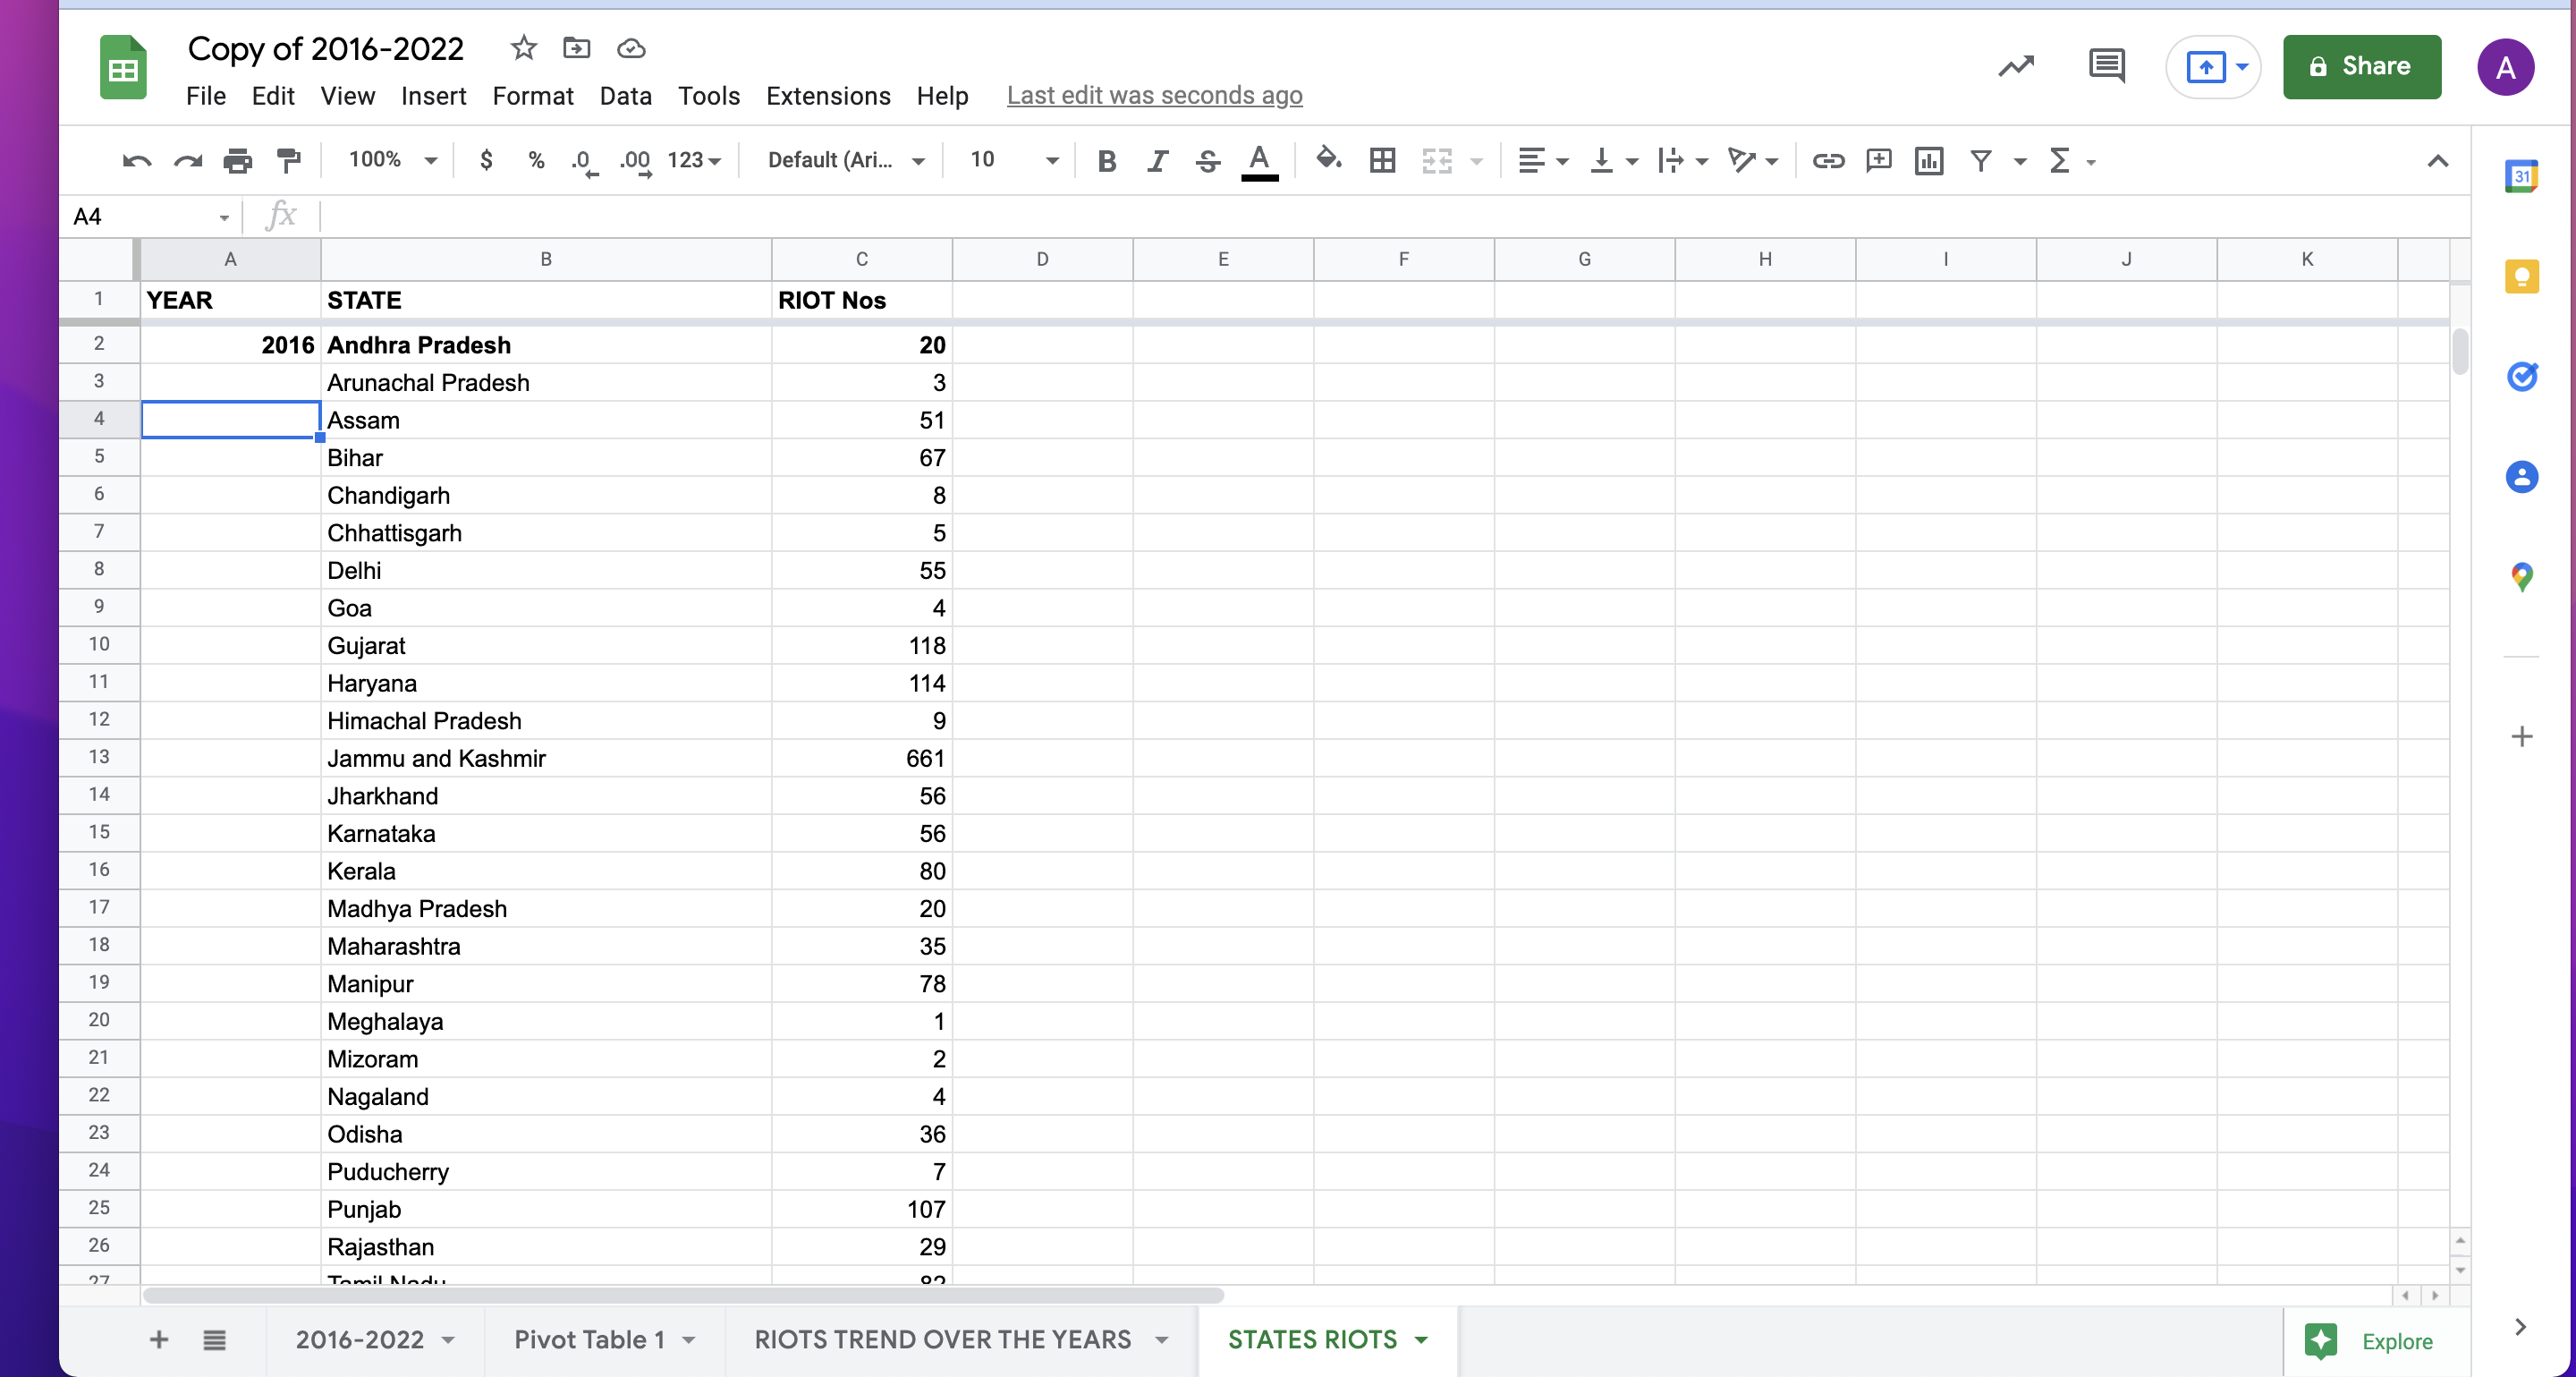 Copy of 2016-2022
File Edit View Insert Format Data Tools Extensions Help Last edit was seconds ago
Share
A
100% $ % .0 .00 123 Default (Ari... 10 B I S A
31
A4 fx
A B C D E F G H I J K
1 YEAR STATE RIOT Nos
2 2016 Andhra Pradesh 20
3 Arunachal Pradesh 3
4 Assam 51
5 Bihar 67
6 Chandigarh 8
7 Chhattisgarh 5
8 Delhi 55
9 Goa 4
10 Gujarat 118
11 Haryana 114
12 Himachal Pradesh 9
13 Jammu and Kashmir 661
14 Jharkhand 56
15 Karnataka 56
16 Kerala 80
17 Madhya Pradesh 20
18 Maharashtra 35
19 Manipur 78
20 Meghalaya 1
21 Mizoram 2
22 Nagaland 4
23 Odisha 36
24 Puducherry 7
25 Punjab 107
26 Rajasthan 29
27 Tamil Nadu 82
2016-2022 Pivot Table 1 RIOTS TREND OVER THE YEARS STATES RIOTS Explore